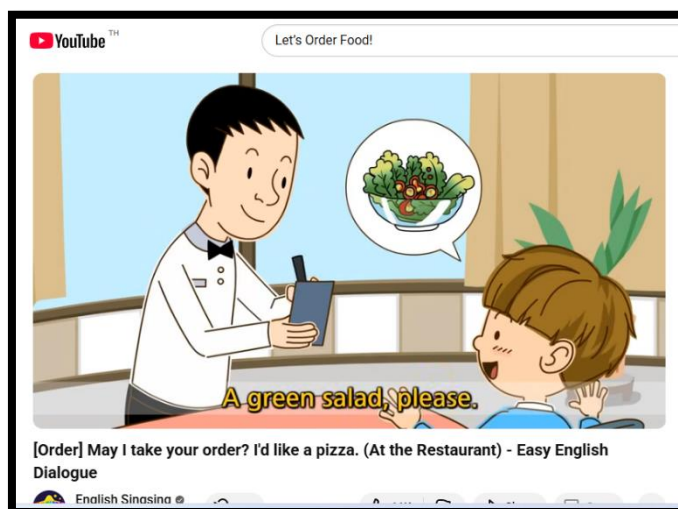 YouTube TH
Let's Order Food!
A green salad, please.
[Order] May I take your order? I'd like a pizza. (At the Restaurant) - Easy English
Dialogue
English Singsing